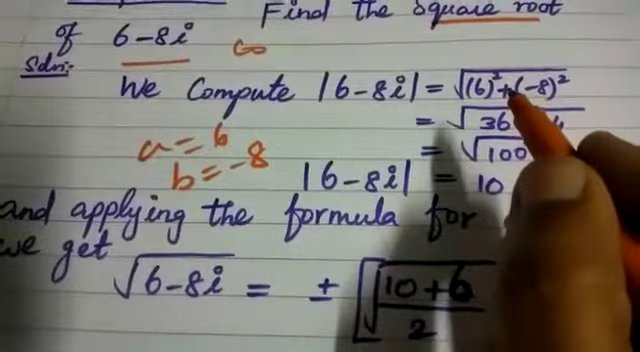 Find the square root
of 6-8i
Soln:-
We Compute |6-8i| = √(6)²+(-8)²
= √36
a = 6
= √100
b = -8
|6-8i| = 10
and applying the formula for
we get
√6-8i = ± [√10+6/2